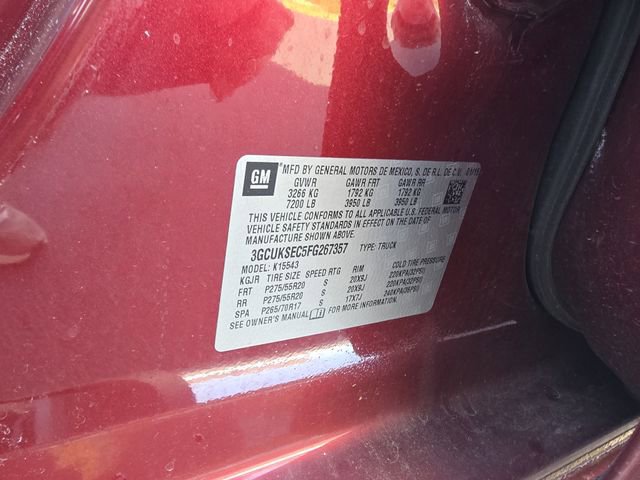 GM
MFD BY GENERAL MOTORS DE MEXICO, S. DE R.L. DE C.V. 01/15
GVWR GAWR FRT GAWR RR
3266 KG 1792 KG 1792 KG
7200 LB 3950 LB 3950 LB
THIS VEHICLE CONFORMS TO ALL APPLICABLE U.S. FEDERAL MOTOR
VEHICLE SAFETY STANDARDS IN EFFECT ON THE DATE OF
MANUFACTURE SHOWN ABOVE.
3GCUKSEC5FG267357 TYPE: TRUCK
MODEL: K15543
KGJR TIRE SIZE SPEED RTG RIM COLD TIRE PRESSURE
FRT P275/55R20 S 20X9J 220KPA(32PSI)
RR P275/55R20 S 20X9J 220KPA(32PSI)
SPA P265/70R17 S 17X7J 240KPA(35PSI)
SEE OWNER'S MANUAL FOR MORE INFORMATION.